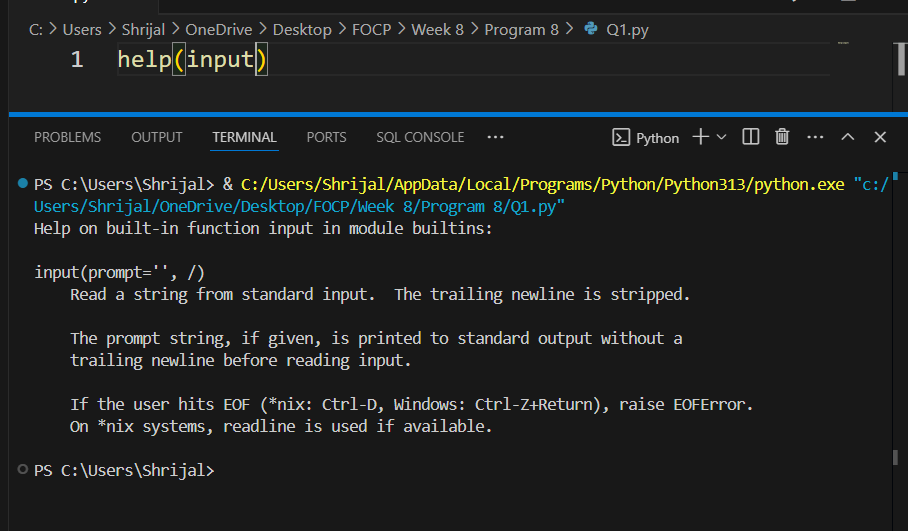 C: > Users > Shrijal > OneDrive > Desktop > FOCP > Week 8 > Program 8 > Q1.py
1 help(input)
PROBLEMS OUTPUT TERMINAL PORTS SQL CONSOLE ··· Python
PS C:\Users\Shrijal> & C:/Users/Shrijal/AppData/Local/Programs/Python/Python313/python.exe "c:/
Users/Shrijal/OneDrive/Desktop/FOCP/Week 8/Program 8/Q1.py"
Help on built-in function input in module builtins:

input(prompt='', /)
    Read a string from standard input.  The trailing newline is stripped.

    The prompt string, if given, is printed to standard output without a
    trailing newline before reading input.

    If the user hits EOF (*nix: Ctrl-D, Windows: Ctrl-Z+Return), raise EOFError.
    On *nix systems, readline is used if available.

PS C:\Users\Shrijal>